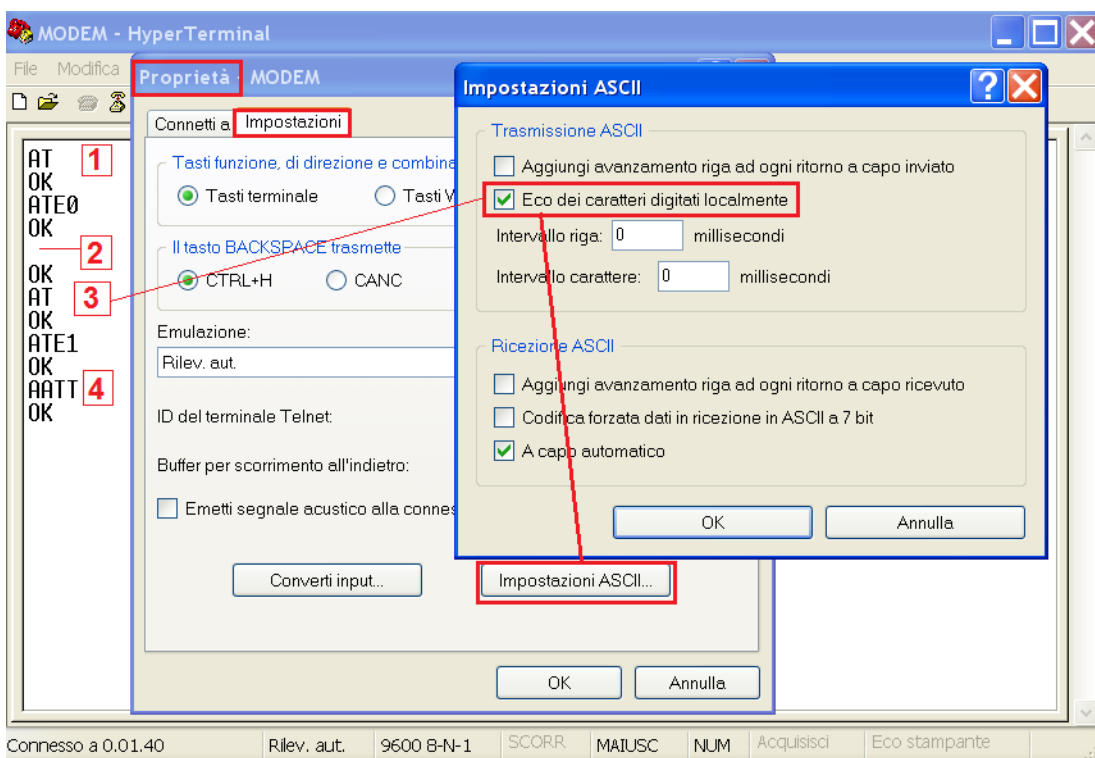 MODEM - HyperTerminal
File Modifica
AT 1
OK
ATE0
OK
2
OK
AT 3
OK
ATE1
OK
AATT 4
OK
3
Proprietà - MODEM
Connetti a Impostazioni
Tasti funzione, di direzione e combina
Tasti terminale Tasti V
Il tasto BACKSPACE trasmette
CTRL+H CANC
Emulazione:
Rilev. aut.
ID del terminale Telnet:
Buffer per scorrimento all'indietro:
Emetti segnale acustico alla connes
Converti input... Impostazioni ASCII...
OK Annulla
Impostazioni ASCII
Trasmissione ASCII
Aggiungi avanzamento riga ad ogni ritorno a capo inviato
Eco dei caratteri digitati localmente
Intervallo riga: 0 millisecondi
Intervallo carattere: 0 millisecondi
Ricezione ASCII
Aggiungi avanzamento riga ad ogni ritorno a capo ricevuto
Codifica forzata dati in ricezione in ASCII a 7 bit
A capo automatico
OK Annulla
Connesso a 0.01.40 Rilev. aut. 9600 8-N-1 SCORR MAIUSC NUM Acquisisci Eco stampante